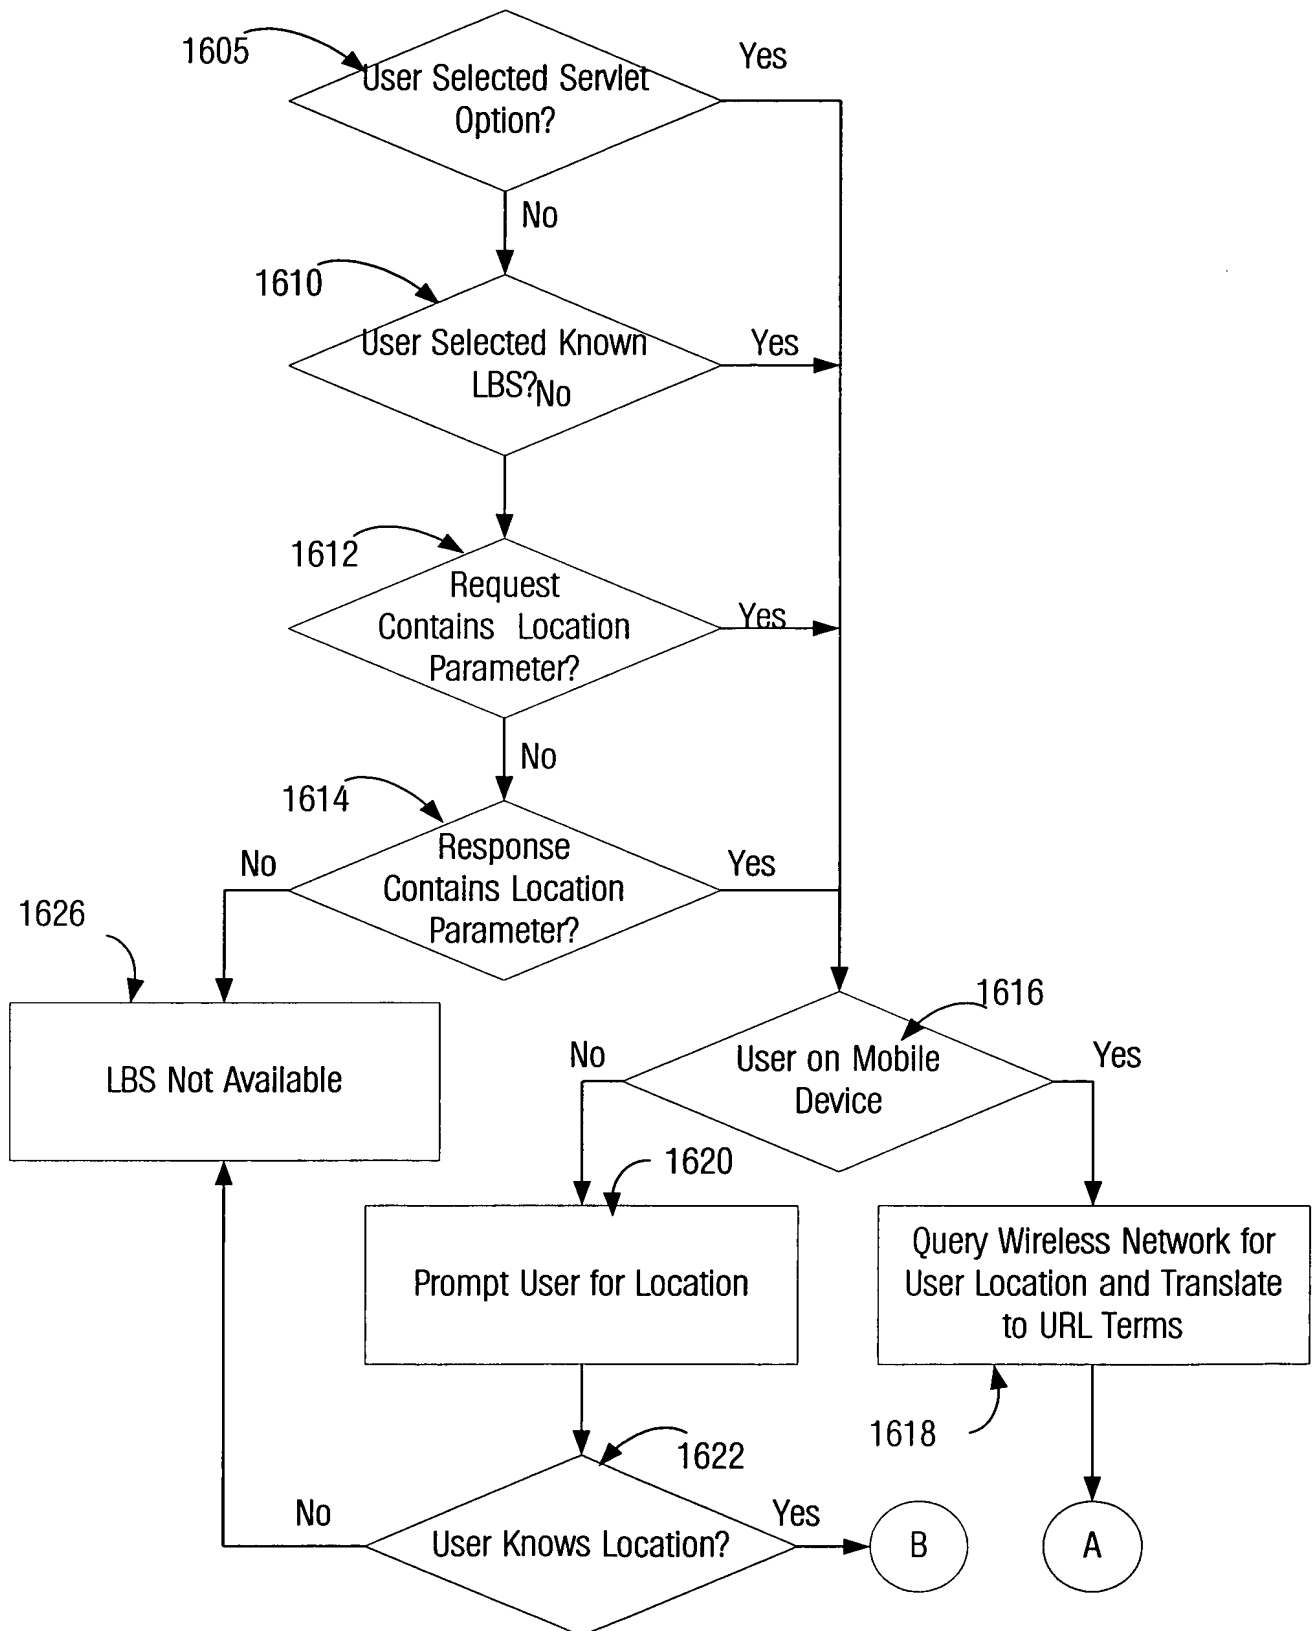 1605
User Selected Servlet
Option?
Yes
No
1610
User Selected Known
LBS?
No
Yes
1612
Request
Contains Location
Parameter?
Yes
No
1614
Response
Contains Location
Parameter?
No
Yes
1626
LBS Not Available
1616
User on Mobile
Device
No
Yes
1620
Prompt User for Location
Query Wireless Network for
User Location and Translate
to URL Terms
1618
1622
User Knows Location?
No
Yes
B
A